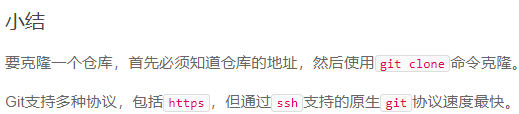 小结
要克隆一个仓库，首先必须知道仓库的地址，然后使用git clone命令克隆。
Git支持多种协议，包括https，但通过ssh支持的原生git协议速度最快。